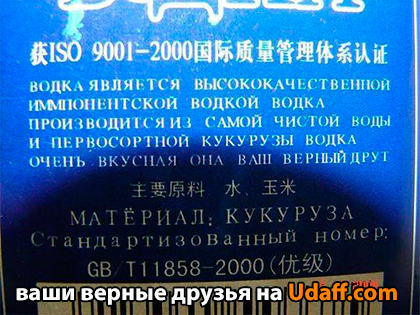 获ISO 9001-2000国际质量管理体系认证
ВОДКА ЯВЛЯЕТСЯ ВЫСОКОКАЧЕСТВЕННОЙ
ИММПОНЕНТСКОЙ ВОДКОЙ ВОДКА
ПРОИЗВОДИТСЯ ИЗ САМОЙ ЧИСТОЙ ВОДЫ
И ПЕРВОСОРТНОЙ КУКУРУЗЫ ВОДКА
ОЧЕНЬ ВКУСНАЯ ОНА ВАШ ВЕРНЫЙ ДРУТ
主要原料 水、玉米
МАТЕРИАЛ; КУКУРУЗА
Стандартизованный номер:
GB/T11858-2000(优级)
ваши верные друзья на Udaff.com